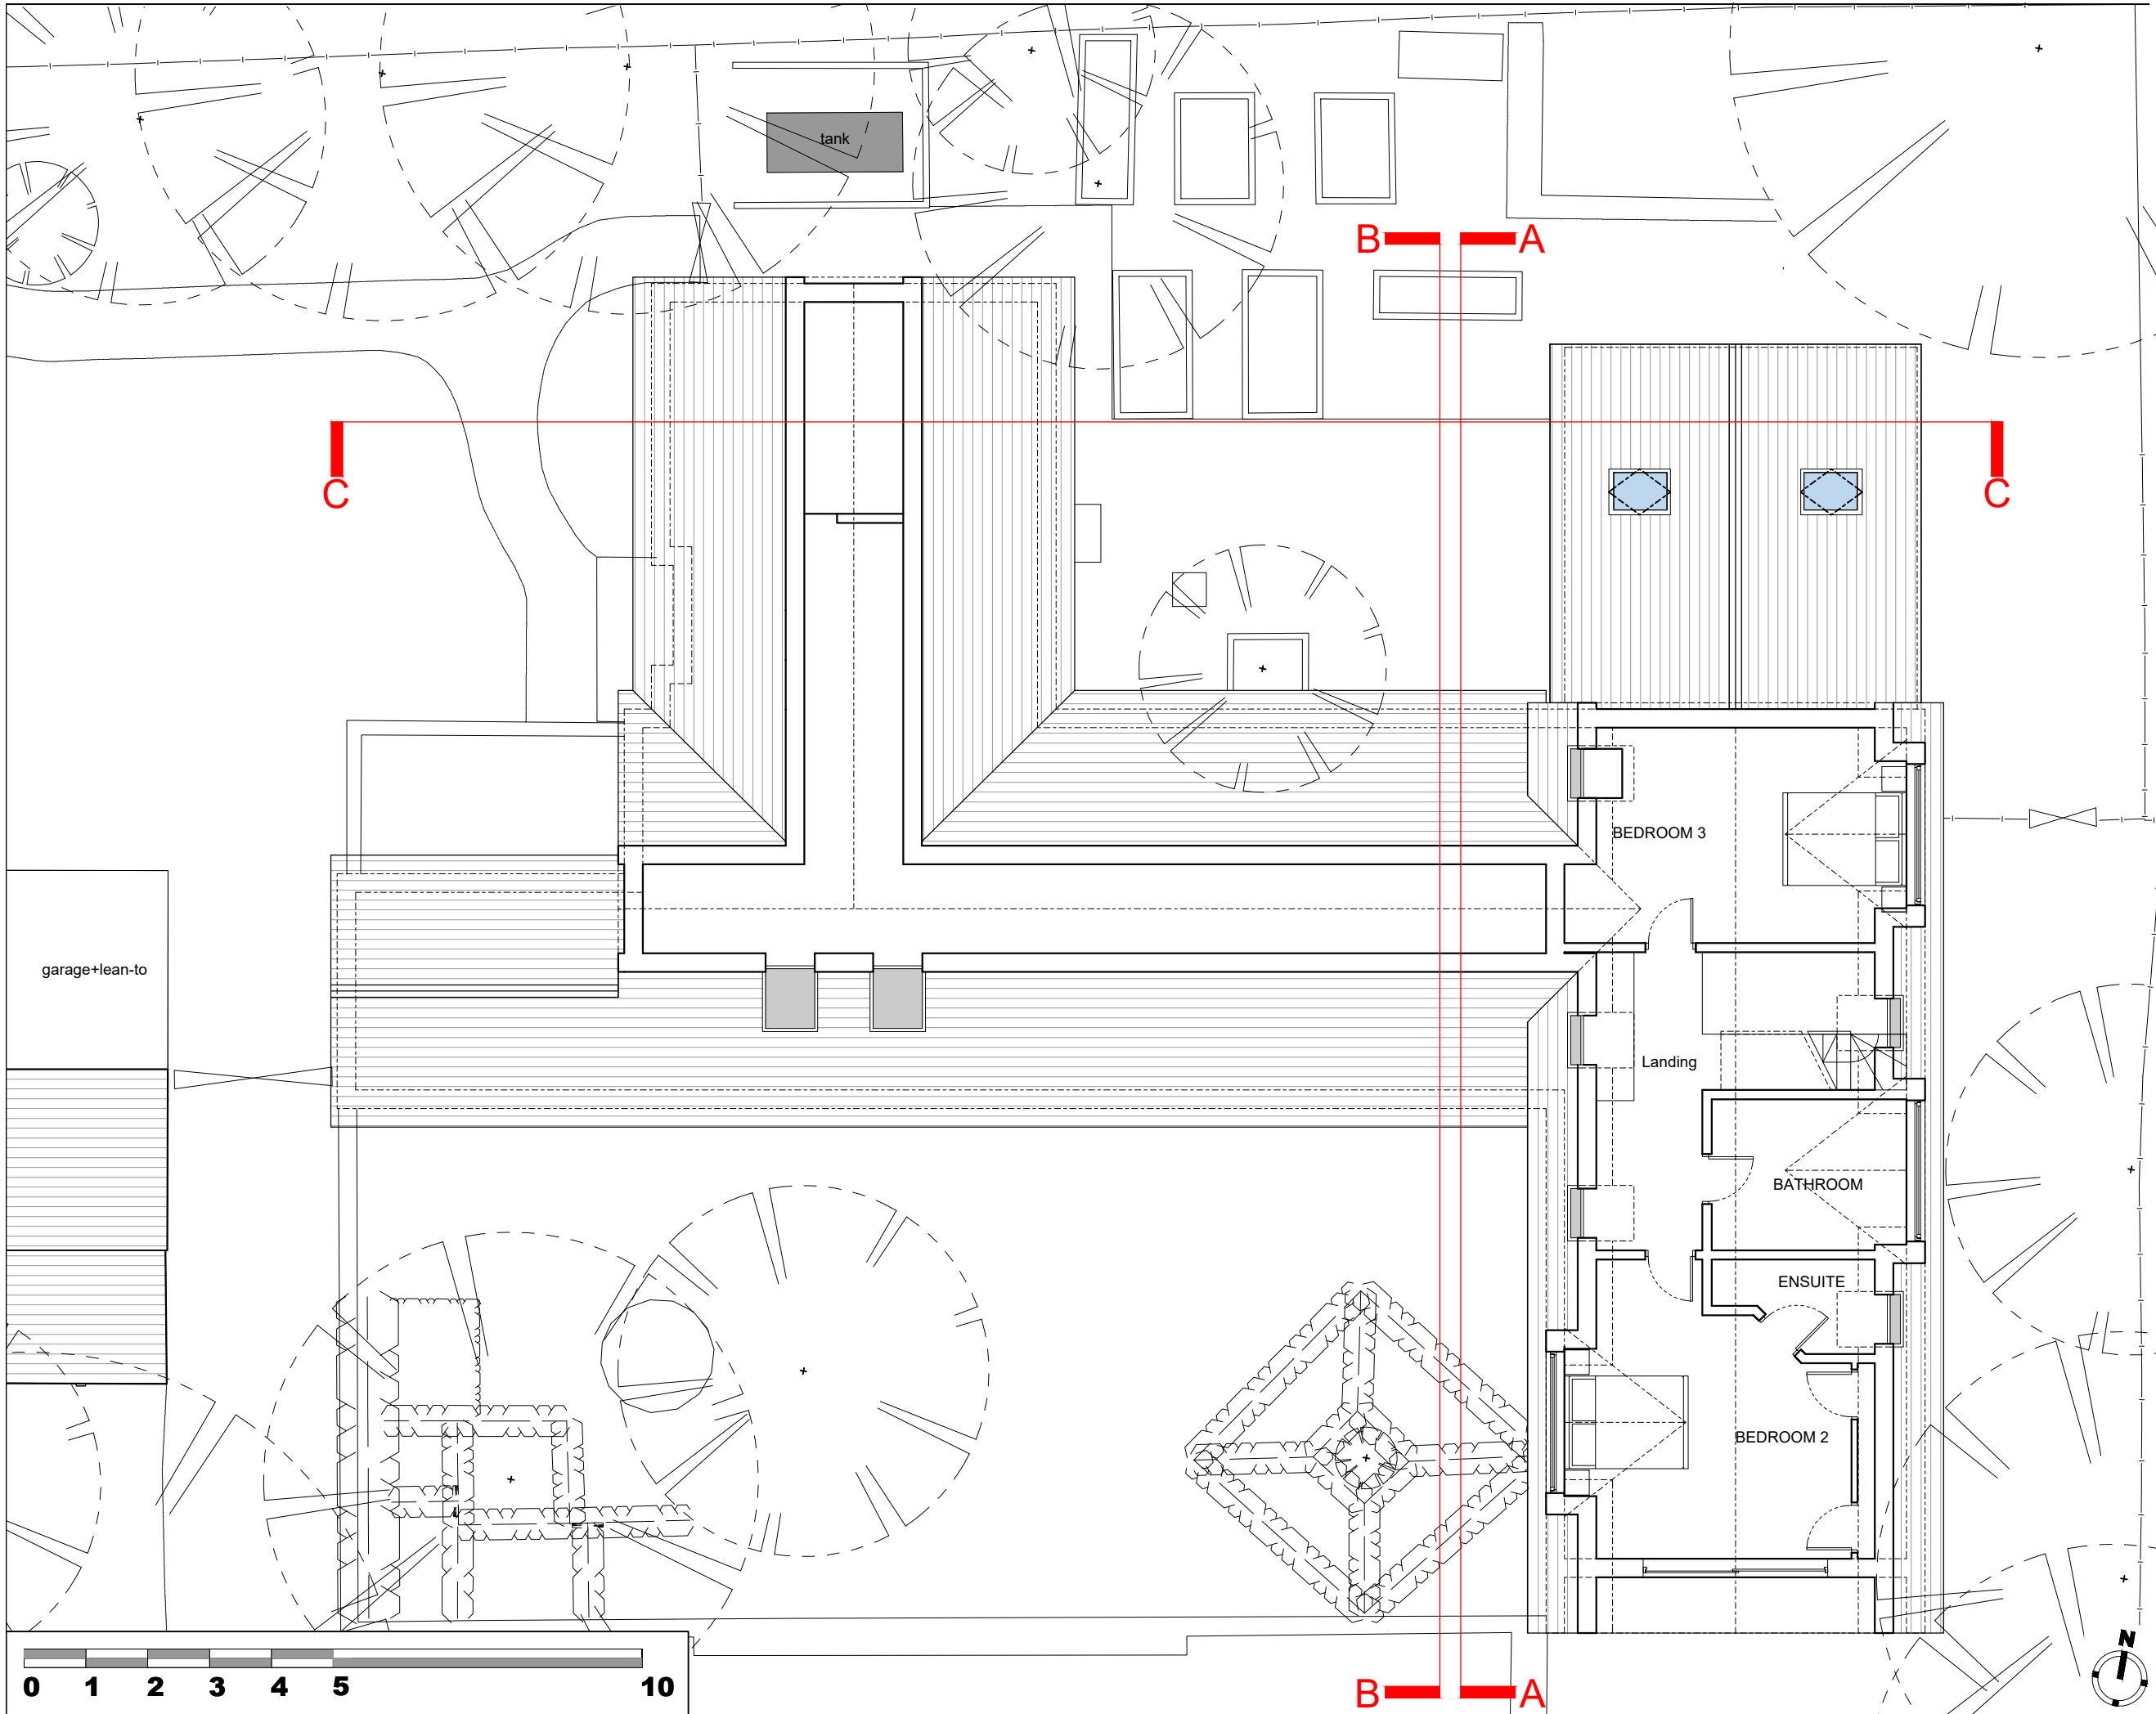 tank
B A
C C
BEDROOM 3
garage+lean-to
Landing
BATHROOM
ENSUITE
BEDROOM 2
N
0 1 2 3 4 5 10
B A